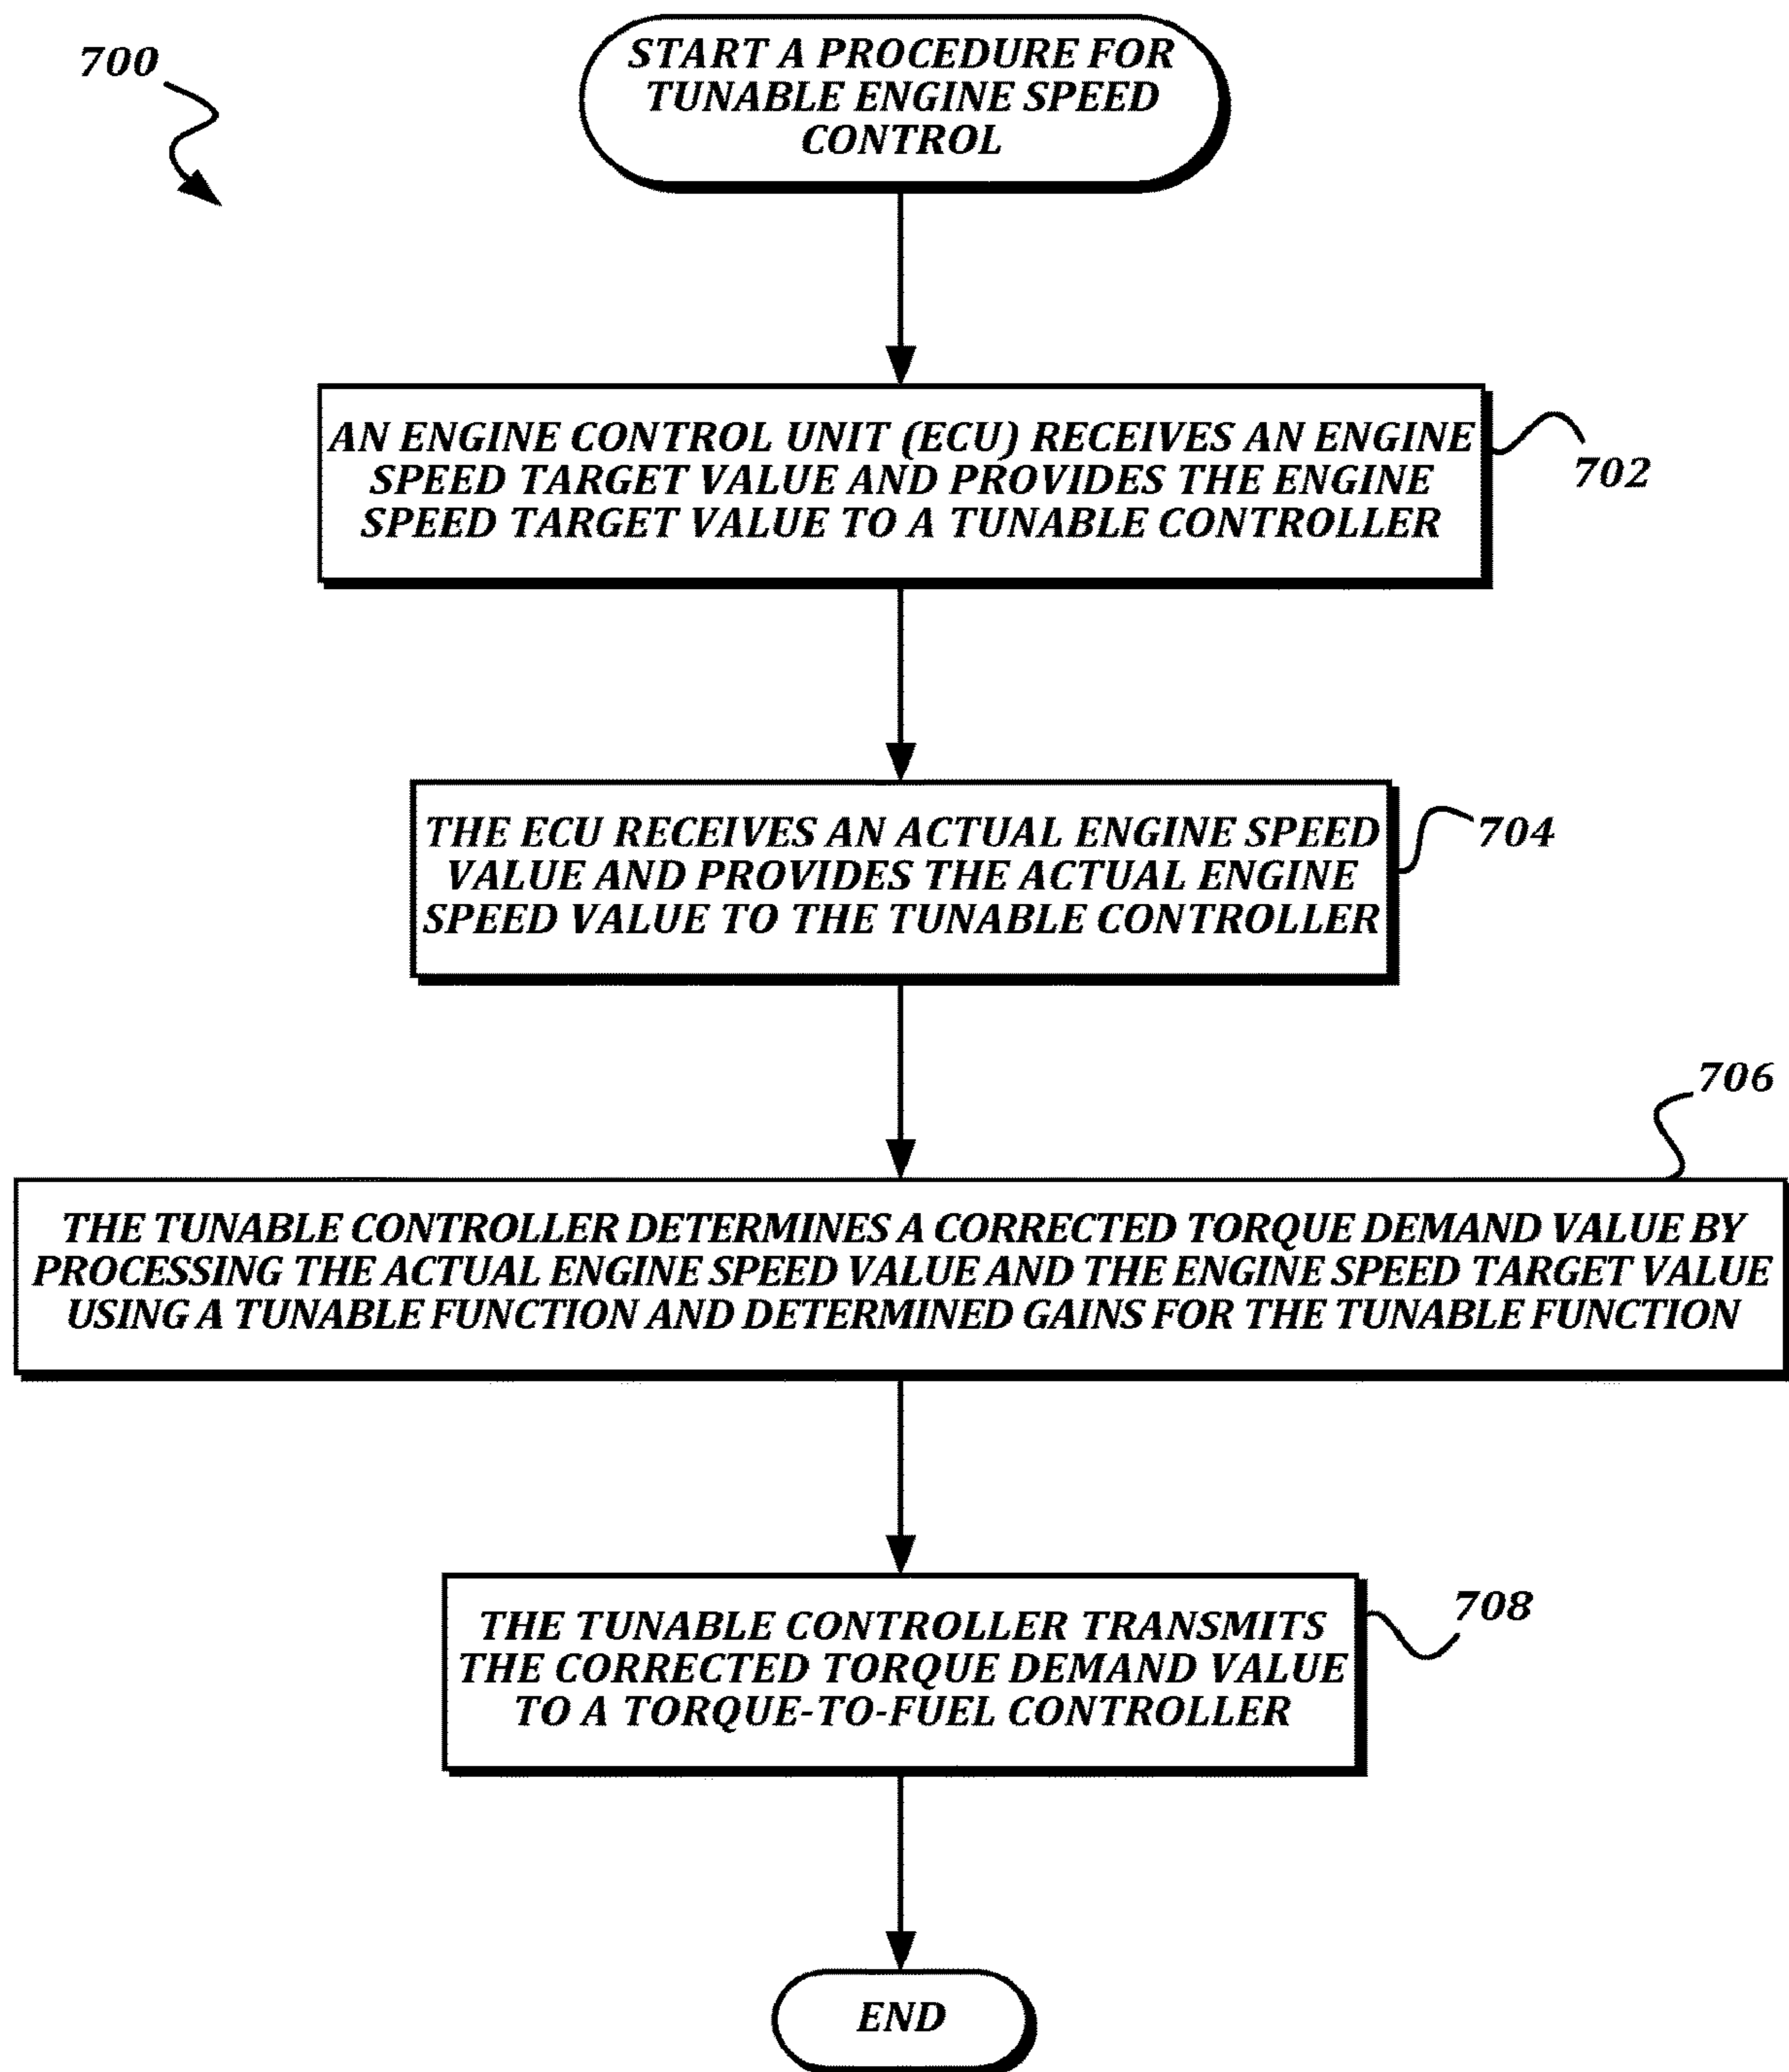 700
START A PROCEDURE FOR
TUNABLE ENGINE SPEED
CONTROL
AN ENGINE CONTROL UNIT (ECU) RECEIVES AN ENGINE
SPEED TARGET VALUE AND PROVIDES THE ENGINE
SPEED TARGET VALUE TO A TUNABLE CONTROLLER
702
THE ECU RECEIVES AN ACTUAL ENGINE SPEED
VALUE AND PROVIDES THE ACTUAL ENGINE
SPEED VALUE TO THE TUNABLE CONTROLLER
704
706
THE TUNABLE CONTROLLER DETERMINES A CORRECTED TORQUE DEMAND VALUE BY
PROCESSING THE ACTUAL ENGINE SPEED VALUE AND THE ENGINE SPEED TARGET VALUE
USING A TUNABLE FUNCTION AND DETERMINED GAINS FOR THE TUNABLE FUNCTION
THE TUNABLE CONTROLLER TRANSMITS
THE CORRECTED TORQUE DEMAND VALUE
TO A TORQUE-TO-FUEL CONTROLLER
708
END